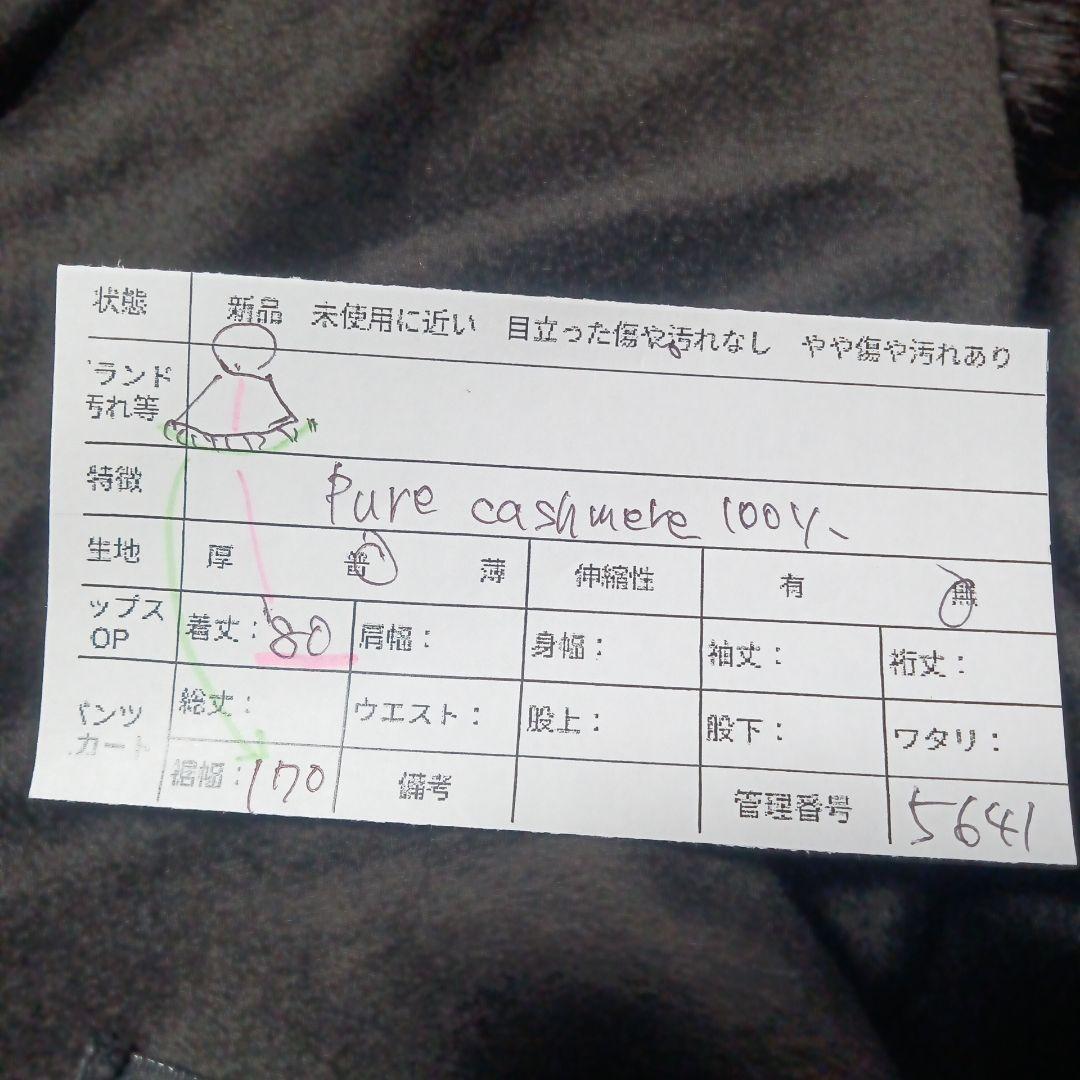 状態 新品 未使用に近い 目立った傷や汚れなし やや傷や汚れあり
ランド
汚れ等
特徴 Pure cashmere 100%
生地 厚 普 薄 伸縮性 有 無
ップス
OP
着丈：80 肩幅： 身幅： 袖丈： 裄丈：
パンツ
カート
総丈： ウエスト： 股上： 股下： ワタリ：
裾幅：170 備考 管理番号 5641